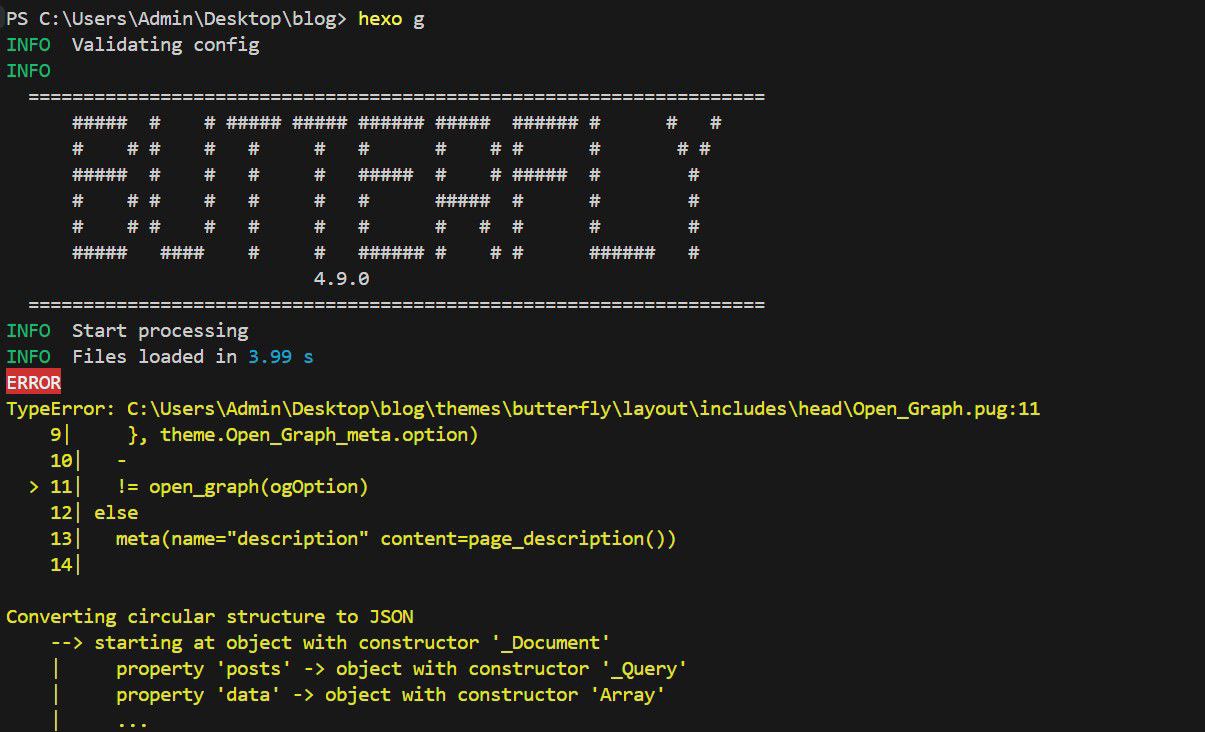 PS C:\Users\Admin\Desktop\blog> hexo g
INFO  Validating config
INFO
  ===================================================================
      #####  #    # ##### ##### ###### #####  ###### #      #   #
      #    # #    #   #     #   #      #    # #      #       # #
      #####  #    #   #     #   #####  #    # #####  #        #
      #    # #    #   #     #   #      #####  #      #        #
      #    # #    #   #     #   #      #   #  #      #        #
      #####   ####    #     #   ###### #    # #      ######   #
                            4.9.0
  ===================================================================
INFO  Start processing
INFO  Files loaded in 3.99 s
ERROR
TypeError: C:\Users\Admin\Desktop\blog\themes\butterfly\layout\includes\head\Open_Graph.pug:11
    9|     }, theme.Open_Graph_meta.option)
    10|   -
  > 11|   != open_graph(ogOption)
    12| else
    13|   meta(name="description" content=page_description())
    14|
Converting circular structure to JSON
    --> starting at object with constructor '_Document'
    |     property 'posts' -> object with constructor '_Query'
    |     property 'data' -> object with constructor 'Array'
    |     ...